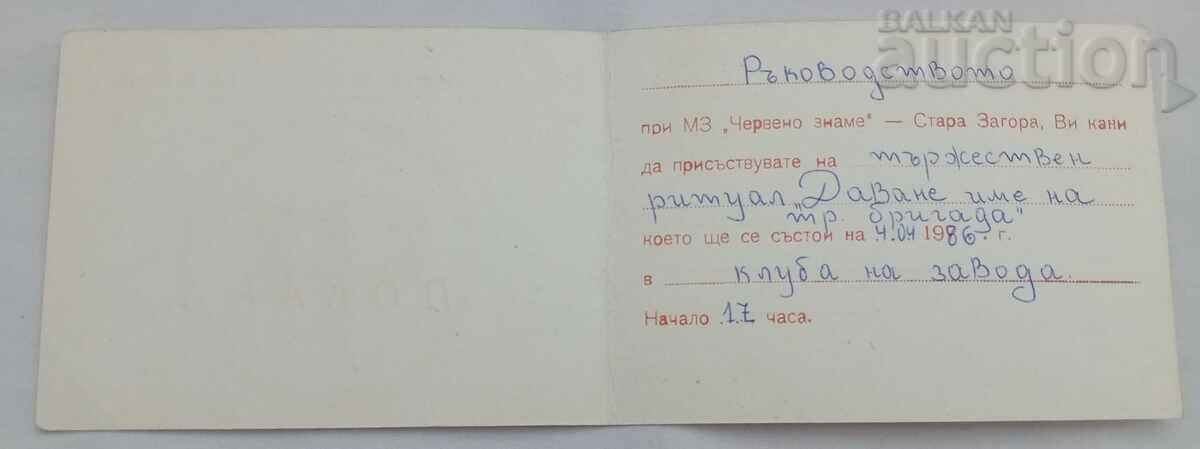 BALKAN
auction
Ръководството
при МЗ „Червено знаме" — Стара Загора, Ви кани
да присъствувате на тържествен
ритуал „Даване име на
тр. бригада"
което ще се състои на 4.04 1986 г.
в клуба на завода.
Начало 17 часа.